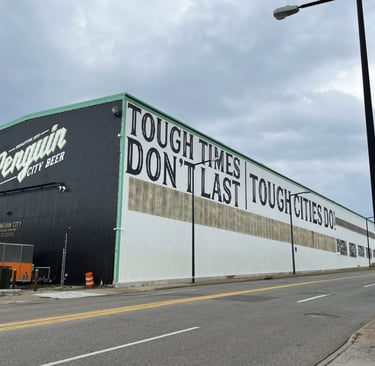 Penguin
CITY BEER
TOUGH TIMES
DON'T LAST
TOUGH CITIES DO!